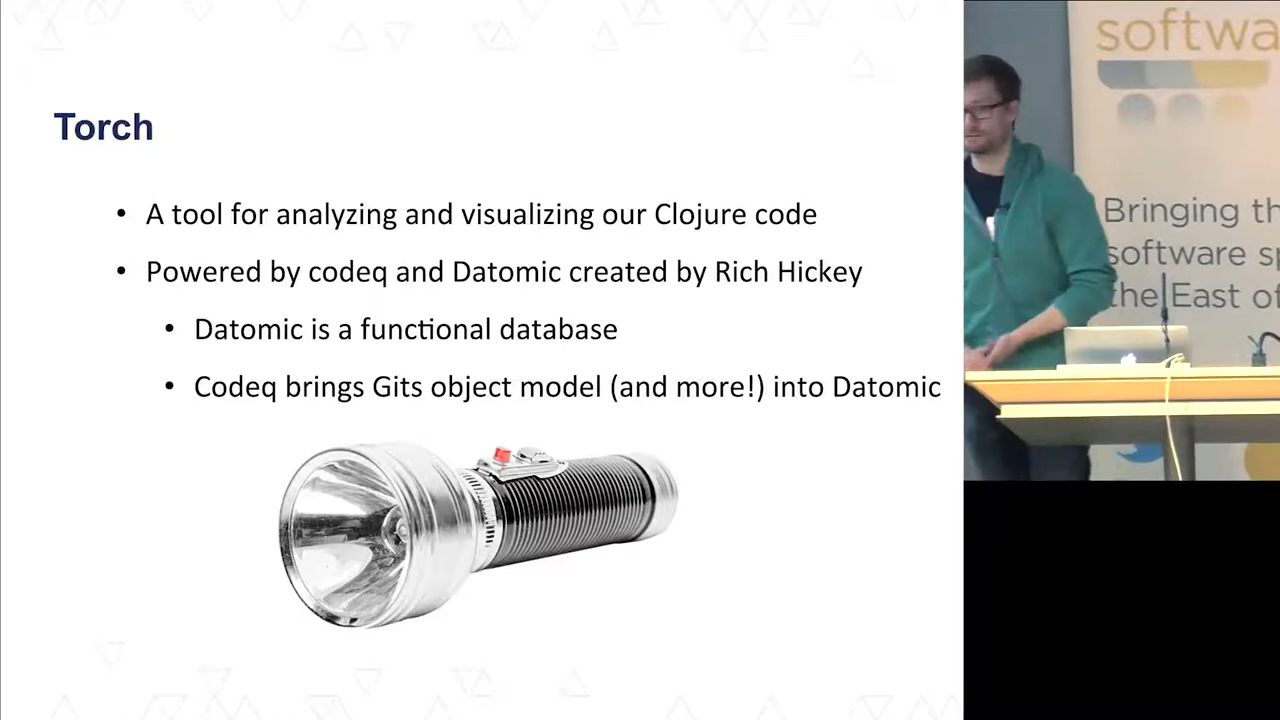 Torch
• A tool for analyzing and visualizing our Clojure code
• Powered by codeq and Datomic created by Rich Hickey
• Datomic is a functional database
• Codeq brings Gits object model (and more!) into Datomic
softwa
Bringing th
software sp
the East of